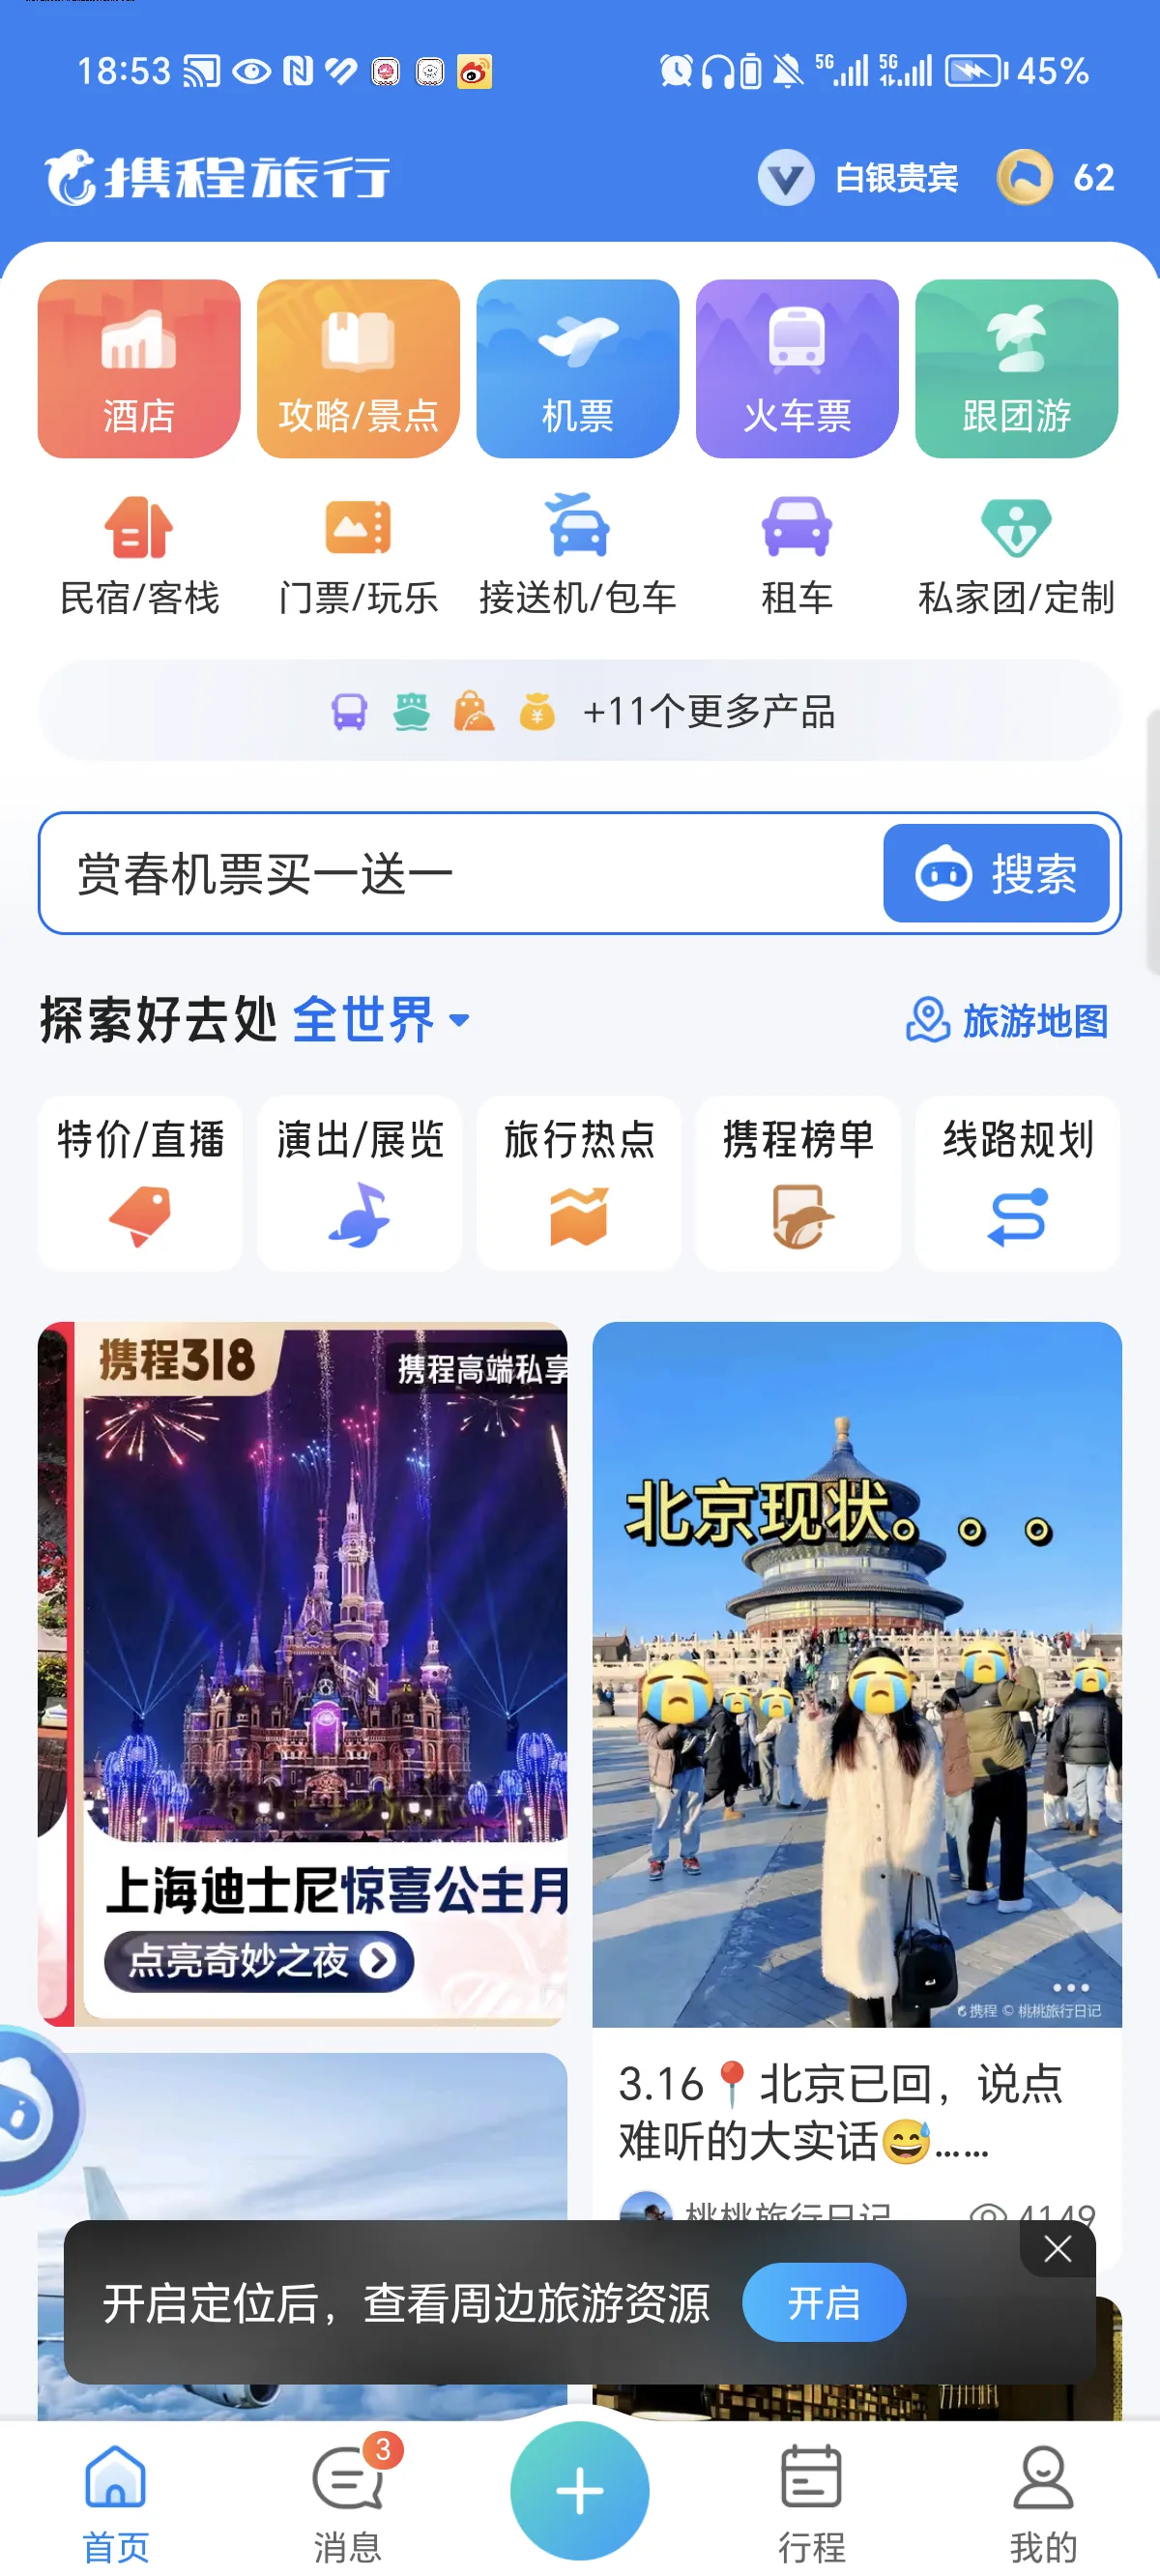 18:53
5G
5G
45%
携程旅行
白银贵宾
62
酒店
攻略/景点
机票
火车票
跟团游
民宿/客栈
门票/玩乐
接送机/包车
租车
私家团/定制
+11个更多产品
赏春机票买一送一
搜索
探索好去处 全世界
旅游地图
特价/直播
演出/展览
旅行热点
携程榜单
线路规划
携程318
携程高端私享
上海迪士尼惊喜公主月
点亮奇妙之夜
北京现状。。。
携程 © 桃桃旅行日记
3.16📍北京已回，说点
难听的大实话😅……
桃桃旅行日记
4149
开启定位后，查看周边旅游资源
开启
3
首页
消息
行程
我的